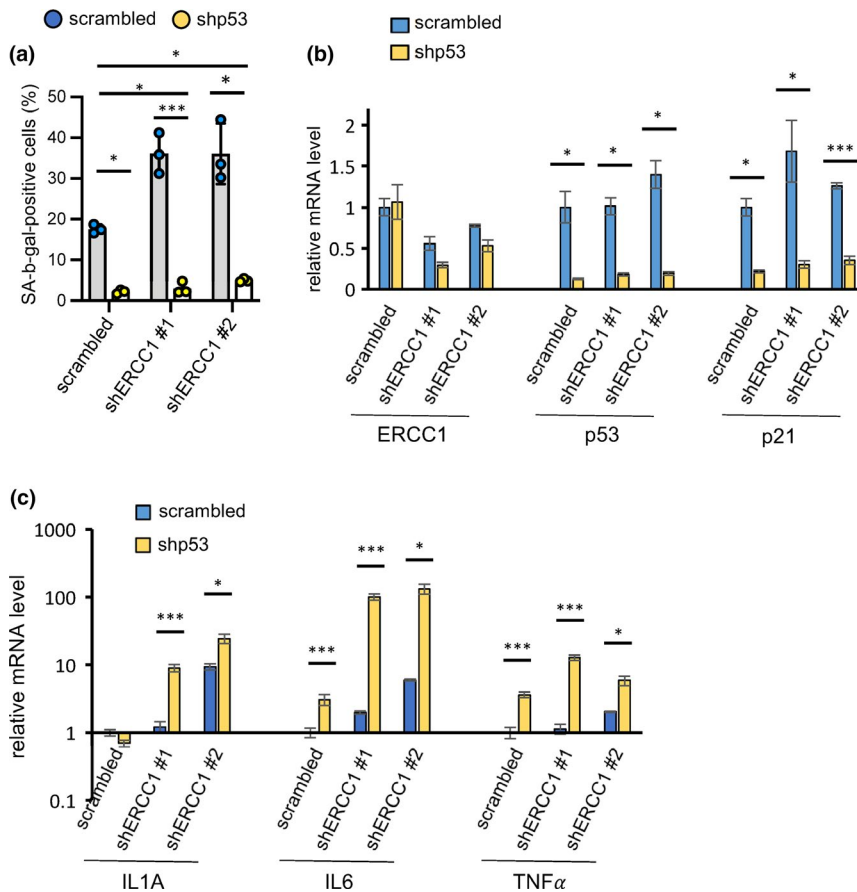 scrambled shp53
(a)
*
*
*
***
*
SA-b-gal-positive cells (%)
50
40
30
20
10
0
scrambled
shERCC1 #1
shERCC1 #2
(b)
scrambled
shp53
relative mRNA level
2
1.5
1
0.5
0
* * *
* * ***
scrambled
shERCC1 #1
shERCC1 #2
scrambled
shERCC1 #1
shERCC1 #2
scrambled
shERCC1 #1
shERCC1 #2
ERCC1 p53 p21
(c)
scrambled
shp53
relative mRNA level
1000
100
10
1
0.1
*** *
*** *** *
*** *** *
scrambled
shERCC1 #1
shERCC1 #2
scrambled
shERCC1 #1
shERCC1 #2
scrambled
shERCC1 #1
shERCC1 #2
IL1A IL6 TNFα